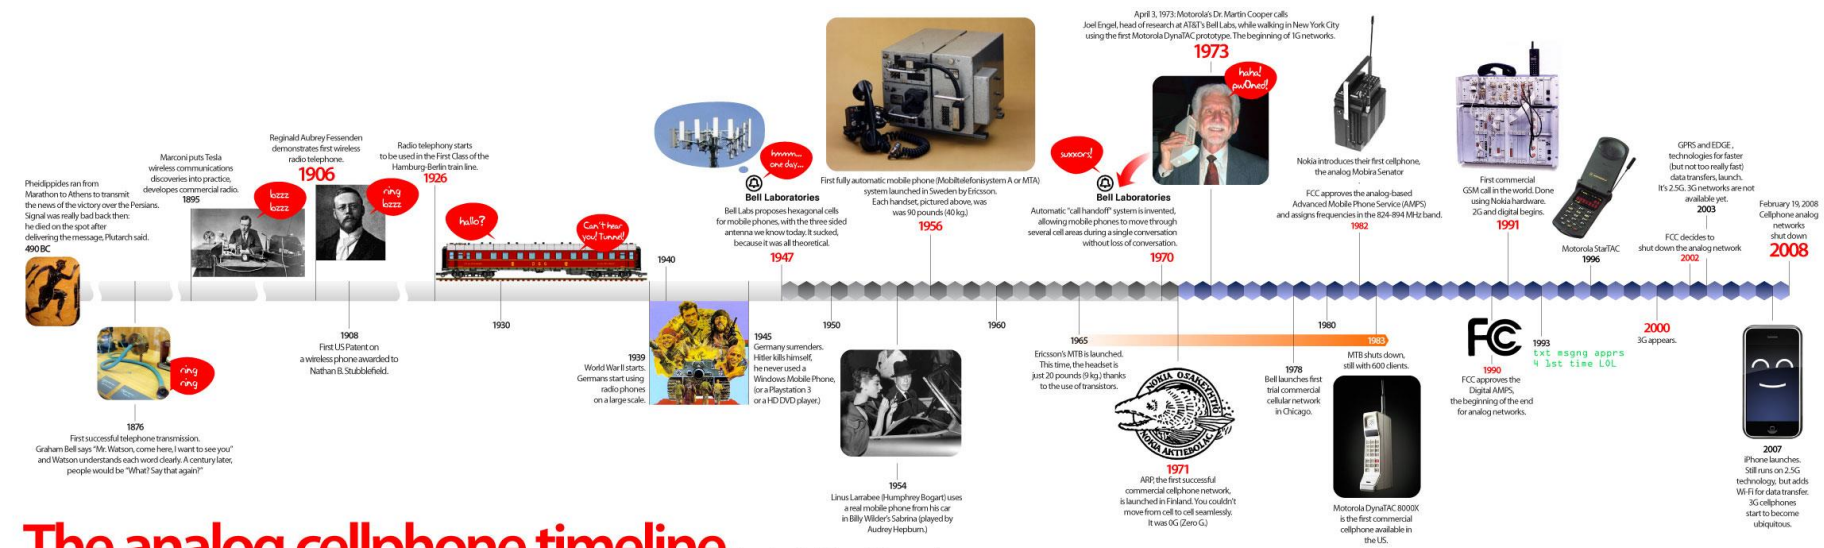 Pheidippides ran from
Marathon to Athens to transmit
the news of the victory over the Persians.
Signal was really bad back then:
he died on the spot after
delivering the message, Plutarch said.
490 BC
ring
ring
1876
First successful telephone transmission.
Graham Bell says "Mr. Watson, come here, I want to see you"
and Watson understands each word clearly. A century later,
people would be "What? Say that again?"
Marconi puts Tesla
wireless communications
discoveries into practice,
developes commercial radio.
1895
bzzz
bzzz
Reginald Aubrey Fessenden
demonstrates first wireless
radio telephone.
1906
ring
bzzz
1908
First US Patent on
a wireless phone awarded to
Nathan B. Stubblefield.
Radio telephony starts
to be used in the First Class of the
Hamburg-Berlin train line.
1926
hallo?
Can't hear
you! Tunnel!
1930
1939
World War II starts.
Germans start using
radio phones
on a large scale.
1940
1945
Germany surrenders.
Hitler kills himself,
he never used a
Windows Mobile Phone,
(or a Playstation 3
or a HD DVD player.)
hmmm...
one day...
Bell Laboratories
Bell Labs proposes hexagonal cells
for mobile phones, with the three sided
antenna we know today. It sucked,
because it was all theoretical.
1947
1950
1954
Linus Larrabee (Humphrey Bogart) uses
a real mobile phone from his car
in Billy Wilder's Sabrina (played by
Audrey Hepburn.)
First fully automatic mobile phone (Mobiltelefonisystem A or MTA)
system launched in Sweden by Ericsson.
Each handset, pictured above, was
was 90 pounds (40 kg.)
1956
1960
1965
Ericsson's MTB is launched.
This time, the headset is
just 20 pounds (9 kg.) thanks
to the use of transistors.
1983
MTB shuts down,
still with 600 clients.
suxxors!
Bell Laboratories
Automatic "call handoff" system is invented,
allowing mobile phones to move through
several cell areas during a single conversation
without loss of conversation.
1970
NOKIA OSAKEYHTIÖ
NOKIA AKTIEBOLAG
1971
ARP, the first successful
commercial cellphone network,
is launched in Finland. You couldn't
move from cell to cell seamlessly.
It was 0G (Zero G.)
April 3, 1973: Motorola's Dr. Martin Cooper calls
Joel Engel, head of research at AT&T's Bell Labs, while walking in New York City
using the first Motorola DynaTAC prototype. The beginning of 1G networks.
1973
haha!
pw0ned!
1978
Bell launches first
trial commercial
cellular network
in Chicago.
1980
Nokia introduces their first cellphone,
the analog Mobira Senator
.
FCC approves the analog-based
Advanced Mobile Phone Service (AMPS)
and assigns frequencies in the 824-894 MHz band.
1982
Motorola DynaTAC 8000X
is the first commercial
cellphone available in
the US.
FCC
1990
FCC approves the
Digital AMPS,
the beginning of the end
for analog networks.
First commercial
GSM call in the world. Done
using Nokia hardware.
2G and digital begins.
1991
1993
txt msgng apprs
4 1st time LOL
Motorola StarTAC
1996
2000
3G appears.
FCC decides to
shut down the analog network
2002
GPRS and EDGE,
technologies for faster
(but not too really fast)
data transfers, launch.
It's 2.5G. 3G networks are not
available yet.
2003
2007
iPhone launches.
Still runs on 2.5G
technology, but adds
Wi-Fi for data transfer.
3G cellphones
start to become
ubiquitous.
February 19, 2008
Cellphone analog
networks
shut down
2008
The analog cellphone timeline